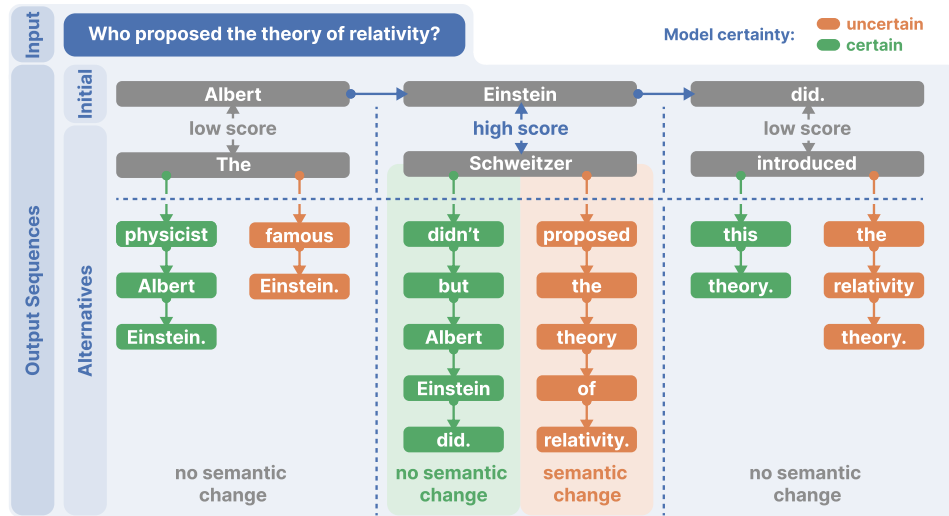 Input
Who proposed the theory of relativity?
Model certainty:
uncertain
certain
Output Sequences
Initial
Albert
Einstein
did.
low score
high score
low score
Alternatives
The
Schweitzer
introduced
physicist
famous
didn't
proposed
this
the
Albert
Einstein.
but
the
theory.
relativity
Einstein.
Albert
theory
theory.
Einstein
of
did.
relativity.
no semantic
change
no semantic
change
semantic
change
no semantic
change